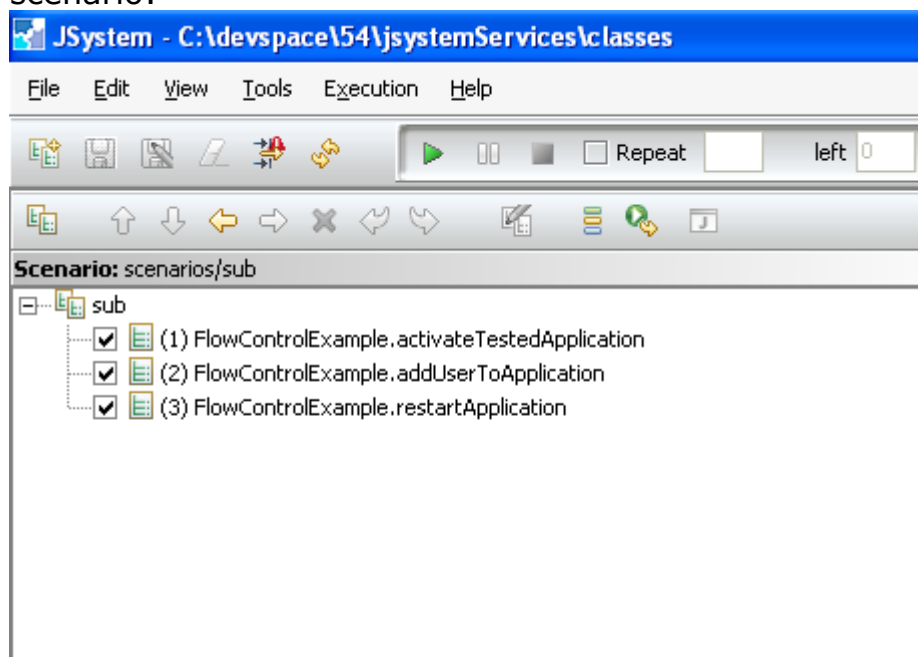 scenario.
JSystem - C:\devspace\54\jsystemServices\classes
File Edit View Tools Execution Help
Repeat left 0
Scenario: scenarios/sub
sub
(1) FlowControlExample.activateTestedApplication
(2) FlowControlExample.addUserToApplication
(3) FlowControlExample.restartApplication